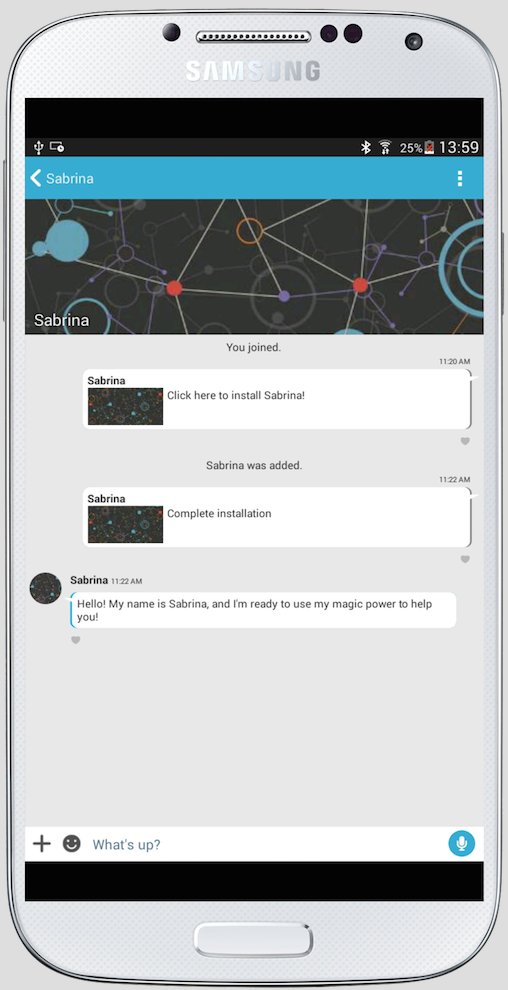 SAMSUNG
25% 13:59
Sabrina
Sabrina
You joined.
11:20 AM
Sabrina
Click here to install Sabrina!
Sabrina was added.
11:22 AM
Sabrina
Complete installation
Sabrina 11:22 AM
Hello! My name is Sabrina, and I'm ready to use my magic power to help
you!
What's up?